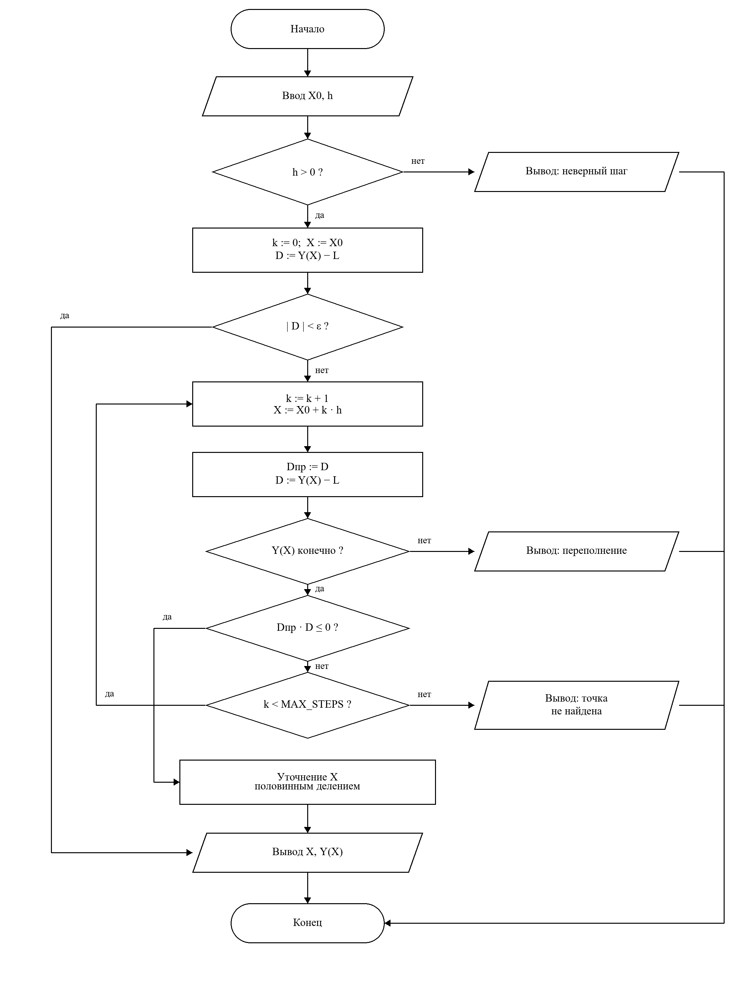 Начало
Ввод X0, h
h > 0 ?
нет
Вывод: неверный шаг
да
k := 0;  X := X0
D := Y(X) − L
да
| D | < ε ?
нет
k := k + 1
X := X0 + k · h
Dпр := D
D := Y(X) − L
Y(X) конечно ?
нет
Вывод: переполнение
да
да
Dпр · D ≤ 0 ?
нет
да
k < MAX_STEPS ?
нет
Вывод: точка
не найдена
Уточнение X
половинным делением
Вывод X, Y(X)
Конец